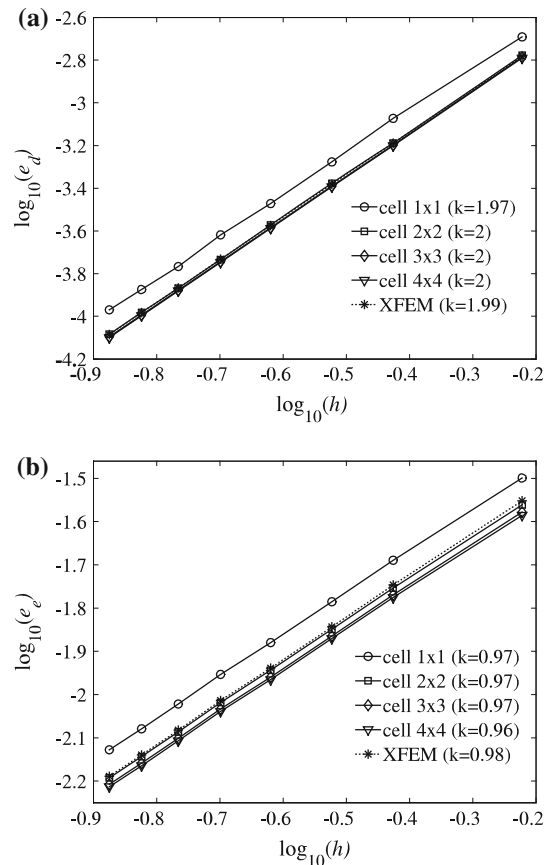 (a)
-2.6
-2.8
-3
-3.2
-3.4
-3.6
-3.8
-4
-4.2
log10(ed)
cell 1x1 (k=1.97)
cell 2x2 (k=2)
cell 3x3 (k=2)
cell 4x4 (k=2)
XFEM (k=1.99)
-0.9 -0.8 -0.7 -0.6 -0.5 -0.4 -0.3 -0.2
log10(h)
(b)
-1.5
-1.6
-1.7
-1.8
-1.9
-2
-2.1
-2.2
log10(ee)
cell 1x1 (k=0.97)
cell 2x2 (k=0.97)
cell 3x3 (k=0.97)
cell 4x4 (k=0.96)
XFEM (k=0.98)
-0.9 -0.8 -0.7 -0.6 -0.5 -0.4 -0.3 -0.2
log10(h)